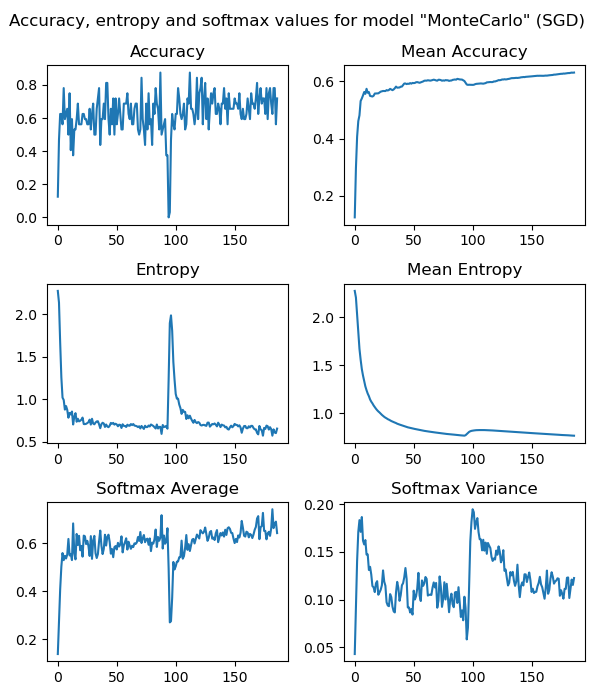 Accuracy, entropy and softmax values for model "MonteCarlo" (SGD)
Accuracy
Mean Accuracy
0.8
0.6
0.4
0.2
0.0
0 50 100 150
0.6
0.4
0.2
0 50 100 150
Entropy
Mean Entropy
2.0
1.5
1.0
0.5
0 50 100 150
2.0
1.5
1.0
0 50 100 150
Softmax Average
Softmax Variance
0.6
0.4
0.2
0 50 100 150
0.20
0.15
0.10
0.05
0 50 100 150